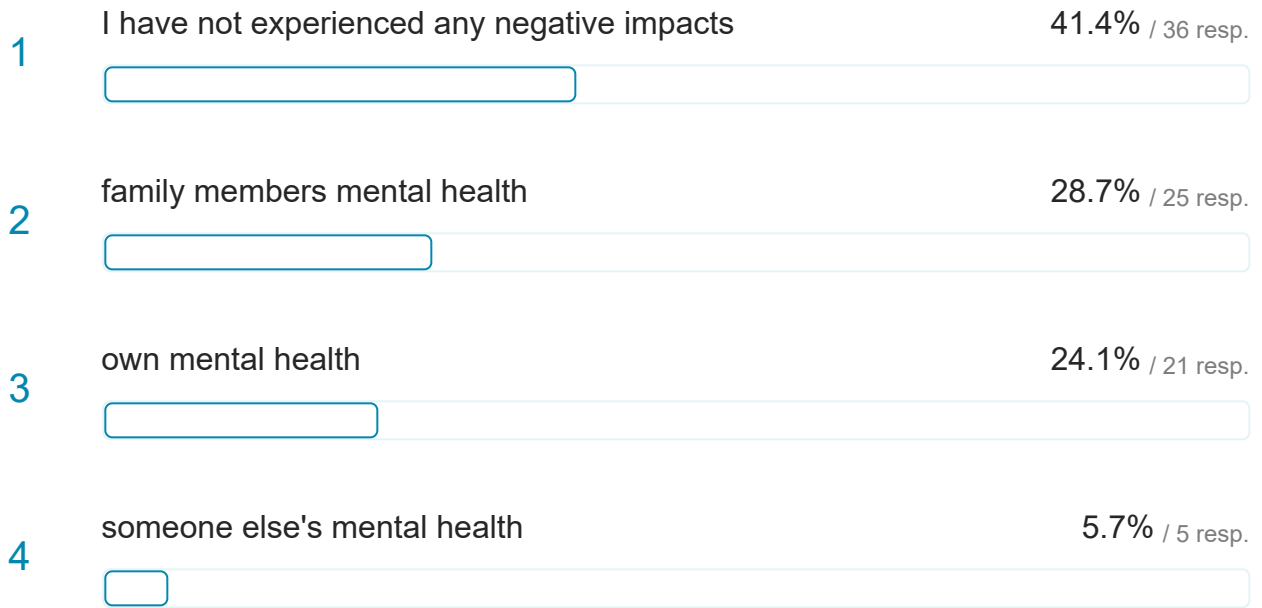 1 I have not experienced any negative impacts 41.4% / 36 resp.
2 family members mental health 28.7% / 25 resp.
3 own mental health 24.1% / 21 resp.
4 someone else's mental health 5.7% / 5 resp.